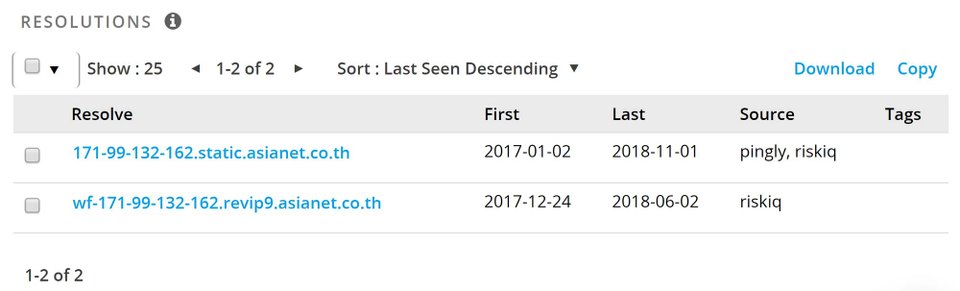 RESOLUTIONS
Show : 25 ◄ 1-2 of 2 ► Sort : Last Seen Descending ▼ Download Copy
Resolve First Last Source Tags
171-99-132-162.static.asianet.co.th 2017-01-02 2018-11-01 pingly, riskiq
wf-171-99-132-162.revip9.asianet.co.th 2017-12-24 2018-06-02 riskiq
1-2 of 2